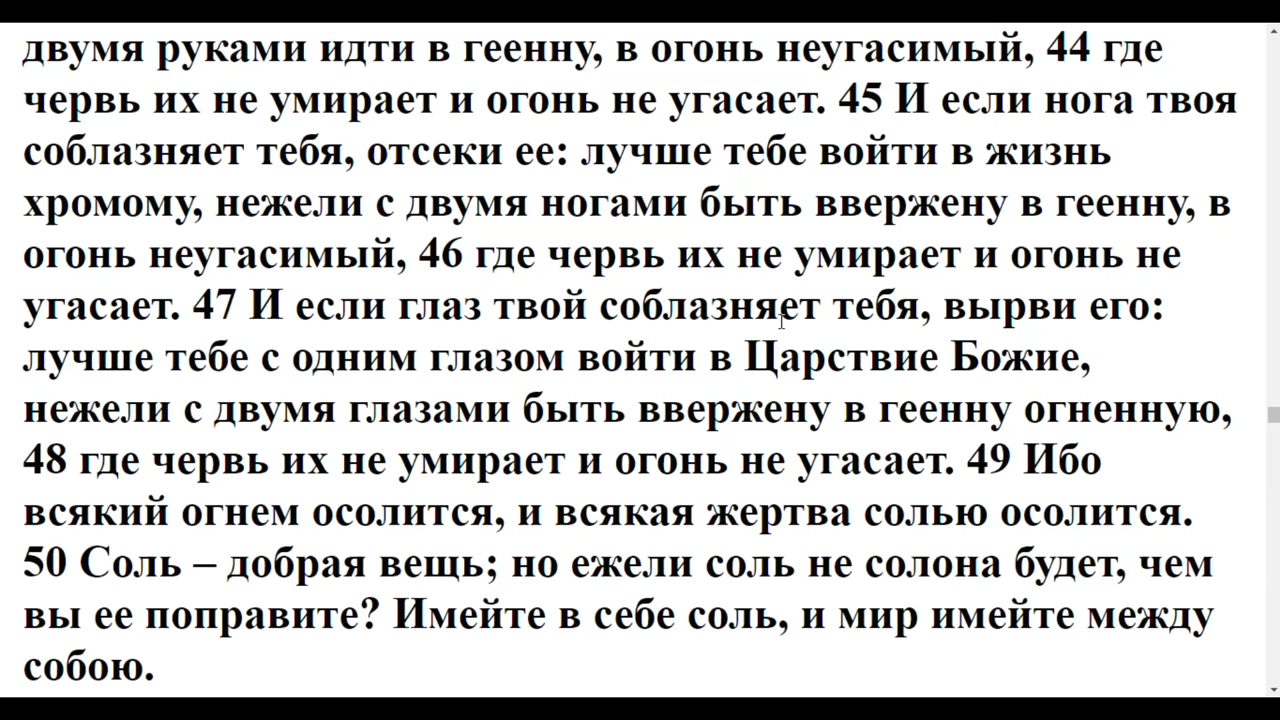 двумя руками идти в геенну, в огонь неугасимый, 44 где
червь их не умирает и огонь не угасает. 45 И если нога твоя
соблазняет тебя, отсеки ее: лучше тебе войти в жизнь
хромому, нежели с двумя ногами быть ввержену в геенну, в
огонь неугасимый, 46 где червь их не умирает и огонь не
угасает. 47 И если глаз твой соблазняет тебя, вырви его:
лучше тебе с одним глазом войти в Царствие Божие,
нежели с двумя глазами быть ввержену в геенну огненную,
48 где червь их не умирает и огонь не угасает. 49 Ибо
всякий огнем осолится, и всякая жертва солью осолится.
50 Соль – добрая вещь; но ежели соль не солона будет, чем
вы ее поправите? Имейте в себе соль, и мир имейте между
собою.